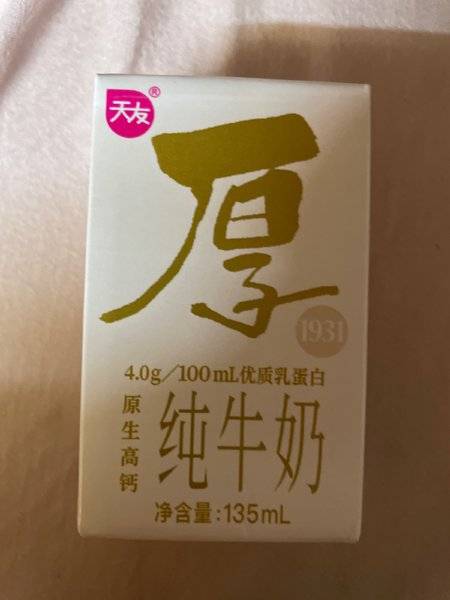 天友®
厚
1931
4.0g/100mL优质乳蛋白
原生高钙
纯牛奶
净含量:135mL